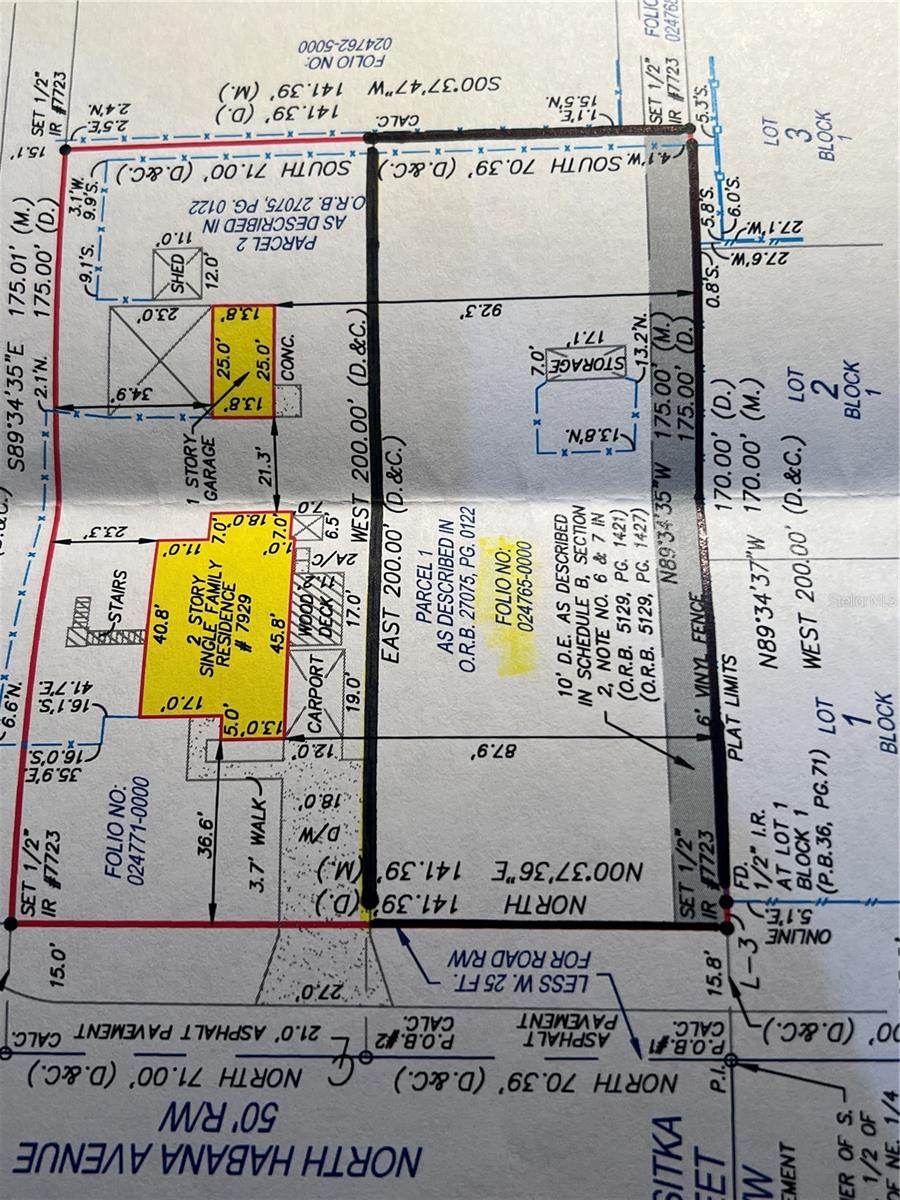 SET 1/2"
IR #7723
15.1'
2.5'E.
2.4'N.
141.39' (D.)
141.39' (M.)
S00°37'47"W
FOLIO NO:
024762-5000
CALC.
1.1'E.
15.5'N.
SET 1/2"
IR #7723
5.3'S.
4.1'W.
SOUTH 71.00' (D.&C.)
SOUTH 70.39' (D.&C.)
S89°34'35"E 175.01' (M.)
175.00' (D.)
3.1'W.
9.9'S.
9.1'S.
11.0'
SHED
12.0'
PARCEL 2
AS DESCRIBED IN
O.R.B. 27075, PG. 0122
LOT
3
BLOCK
1
5.8'S.
6.0'S.
27.1'W.
27.6'W.
0.8'S.
2.1'N.
34.9'
23.0'
13.8'
25.0'
25.0'
13.8'
CONC.
1 STORY
GARAGE
21.3'
92.3'
7.0'
17.1'
STORAGE
13.2'N.
13.8'N.
WEST 200.00' (D.&C.)
EAST 200.00' (D.&C.)
N89°34'35"W 175.00' (M.)
175.00' (D.)
170.00' (D.)
N89°34'37"W 170.00' (M.)
WEST 200.00' (D.&C.)
LOT
2
BLOCK
1
23.3'
11.0'
7.0'
18.0'
7.0'
1.0'
7.0'
6.5'
2A/C
STAIRS
40.8'
2 STORY
SINGLE FAMILY
RESIDENCE
# 7929
45.8'
WOOD
DECK
17.0'
17.0'
5.0'
13.0'
CARPORT
19.0'
12.0'
PARCEL 1
AS DESCRIBED IN
O.R.B. 27075, PG. 0122
FOLIO NO:
024765-0000
10' D.E. AS DESCRIBED
IN SCHEDULE B, SECTION
2, NOTE NO. 6 & 7 IN
(O.R.B. 5129, PG. 1421)
(O.R.B. 5129, PG. 1427)
6' VINYL FENCE
PLAT LIMITS
87.9'
6.6'N.
41.7'E.
16.1'S.
16.0'S.
35.9'E.
FOLIO NO:
024771-0000
36.6'
3.7' WALK
18.0'
D/W
SET 1/2"
IR #7723
141.39' (M.)
N00°37'36"E
141.39' (D.)
NORTH
SET 1/2"
IR #7723
FD.
1/2" I.R.
AT LOT 1
BLOCK 1
(P.B.36, PG.71)
LOT
1
BLOCK
5.1'E.
ONLINE
L-3
15.0'
27.0'
LESS W. 25 FT.
FOR ROAD R/W
15.8'
CALC.
21.0' ASPHALT PAVEMENT
P.O.B.#2
CALC.
ASPHALT
PAVEMENT
P.O.B.#1
CALC.
P.I.
NORTH 71.00' (D.&C.)
NORTH 70.39' (D.&C.)
00' (D.&C.)
NORTH HABANA AVENUE
50' R/W
SITKA
EET
W
MENT
ER OF S.
1/2 OF
OF NE. 1/4
Stellar MLS